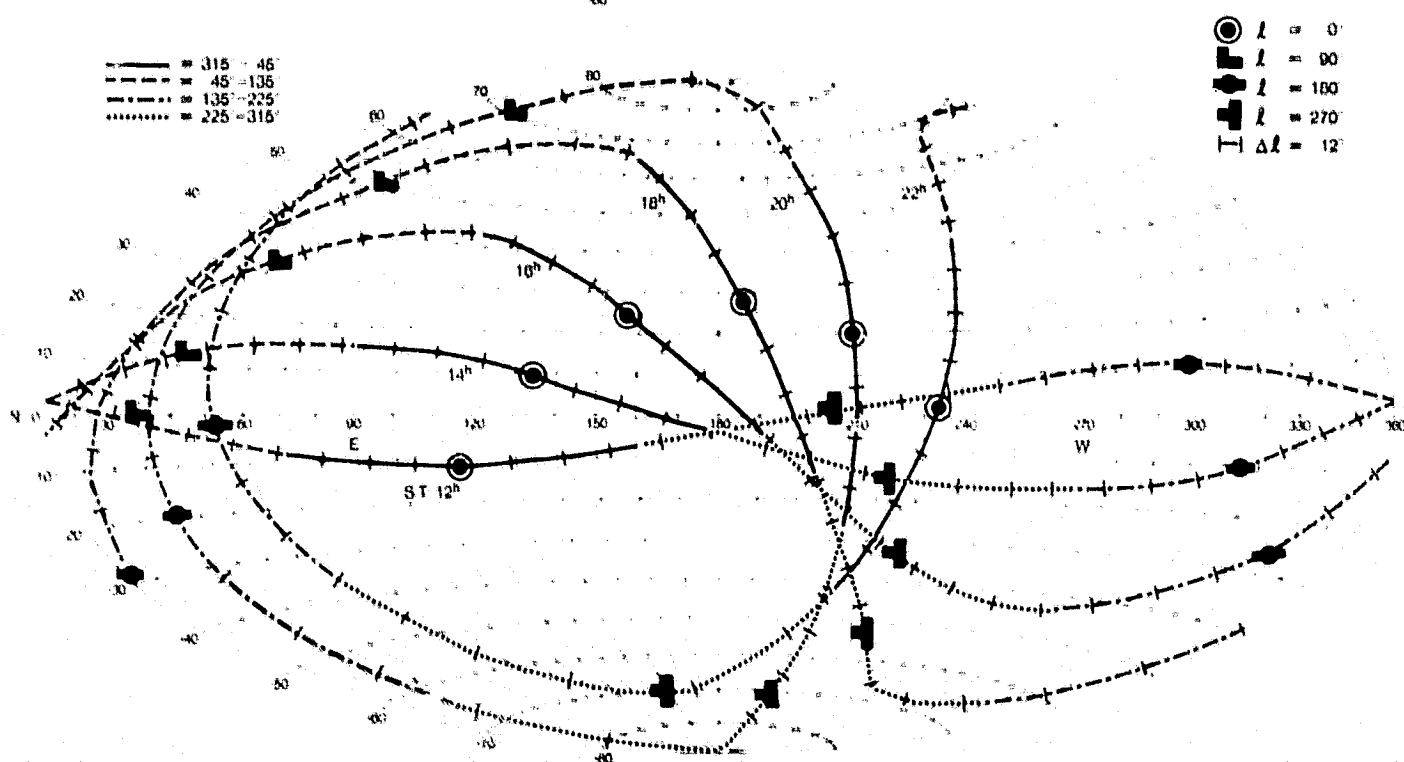 = 315° - 45°
= 45° - 135°
= 135° - 225°
= 225° - 315°
ℓ = 0°
ℓ = 90°
ℓ = 180°
ℓ = 270°
Δℓ = 12°
80
70
60
50
40
30
20
10
18ʰ
20ʰ
22ʰ
16ʰ
14ʰ
N 0 30 60 90 120 150 180 210 240 270 300 330 360
E W
ST 12ʰ
10
20
-30
-40
-50
-60
-70
-80